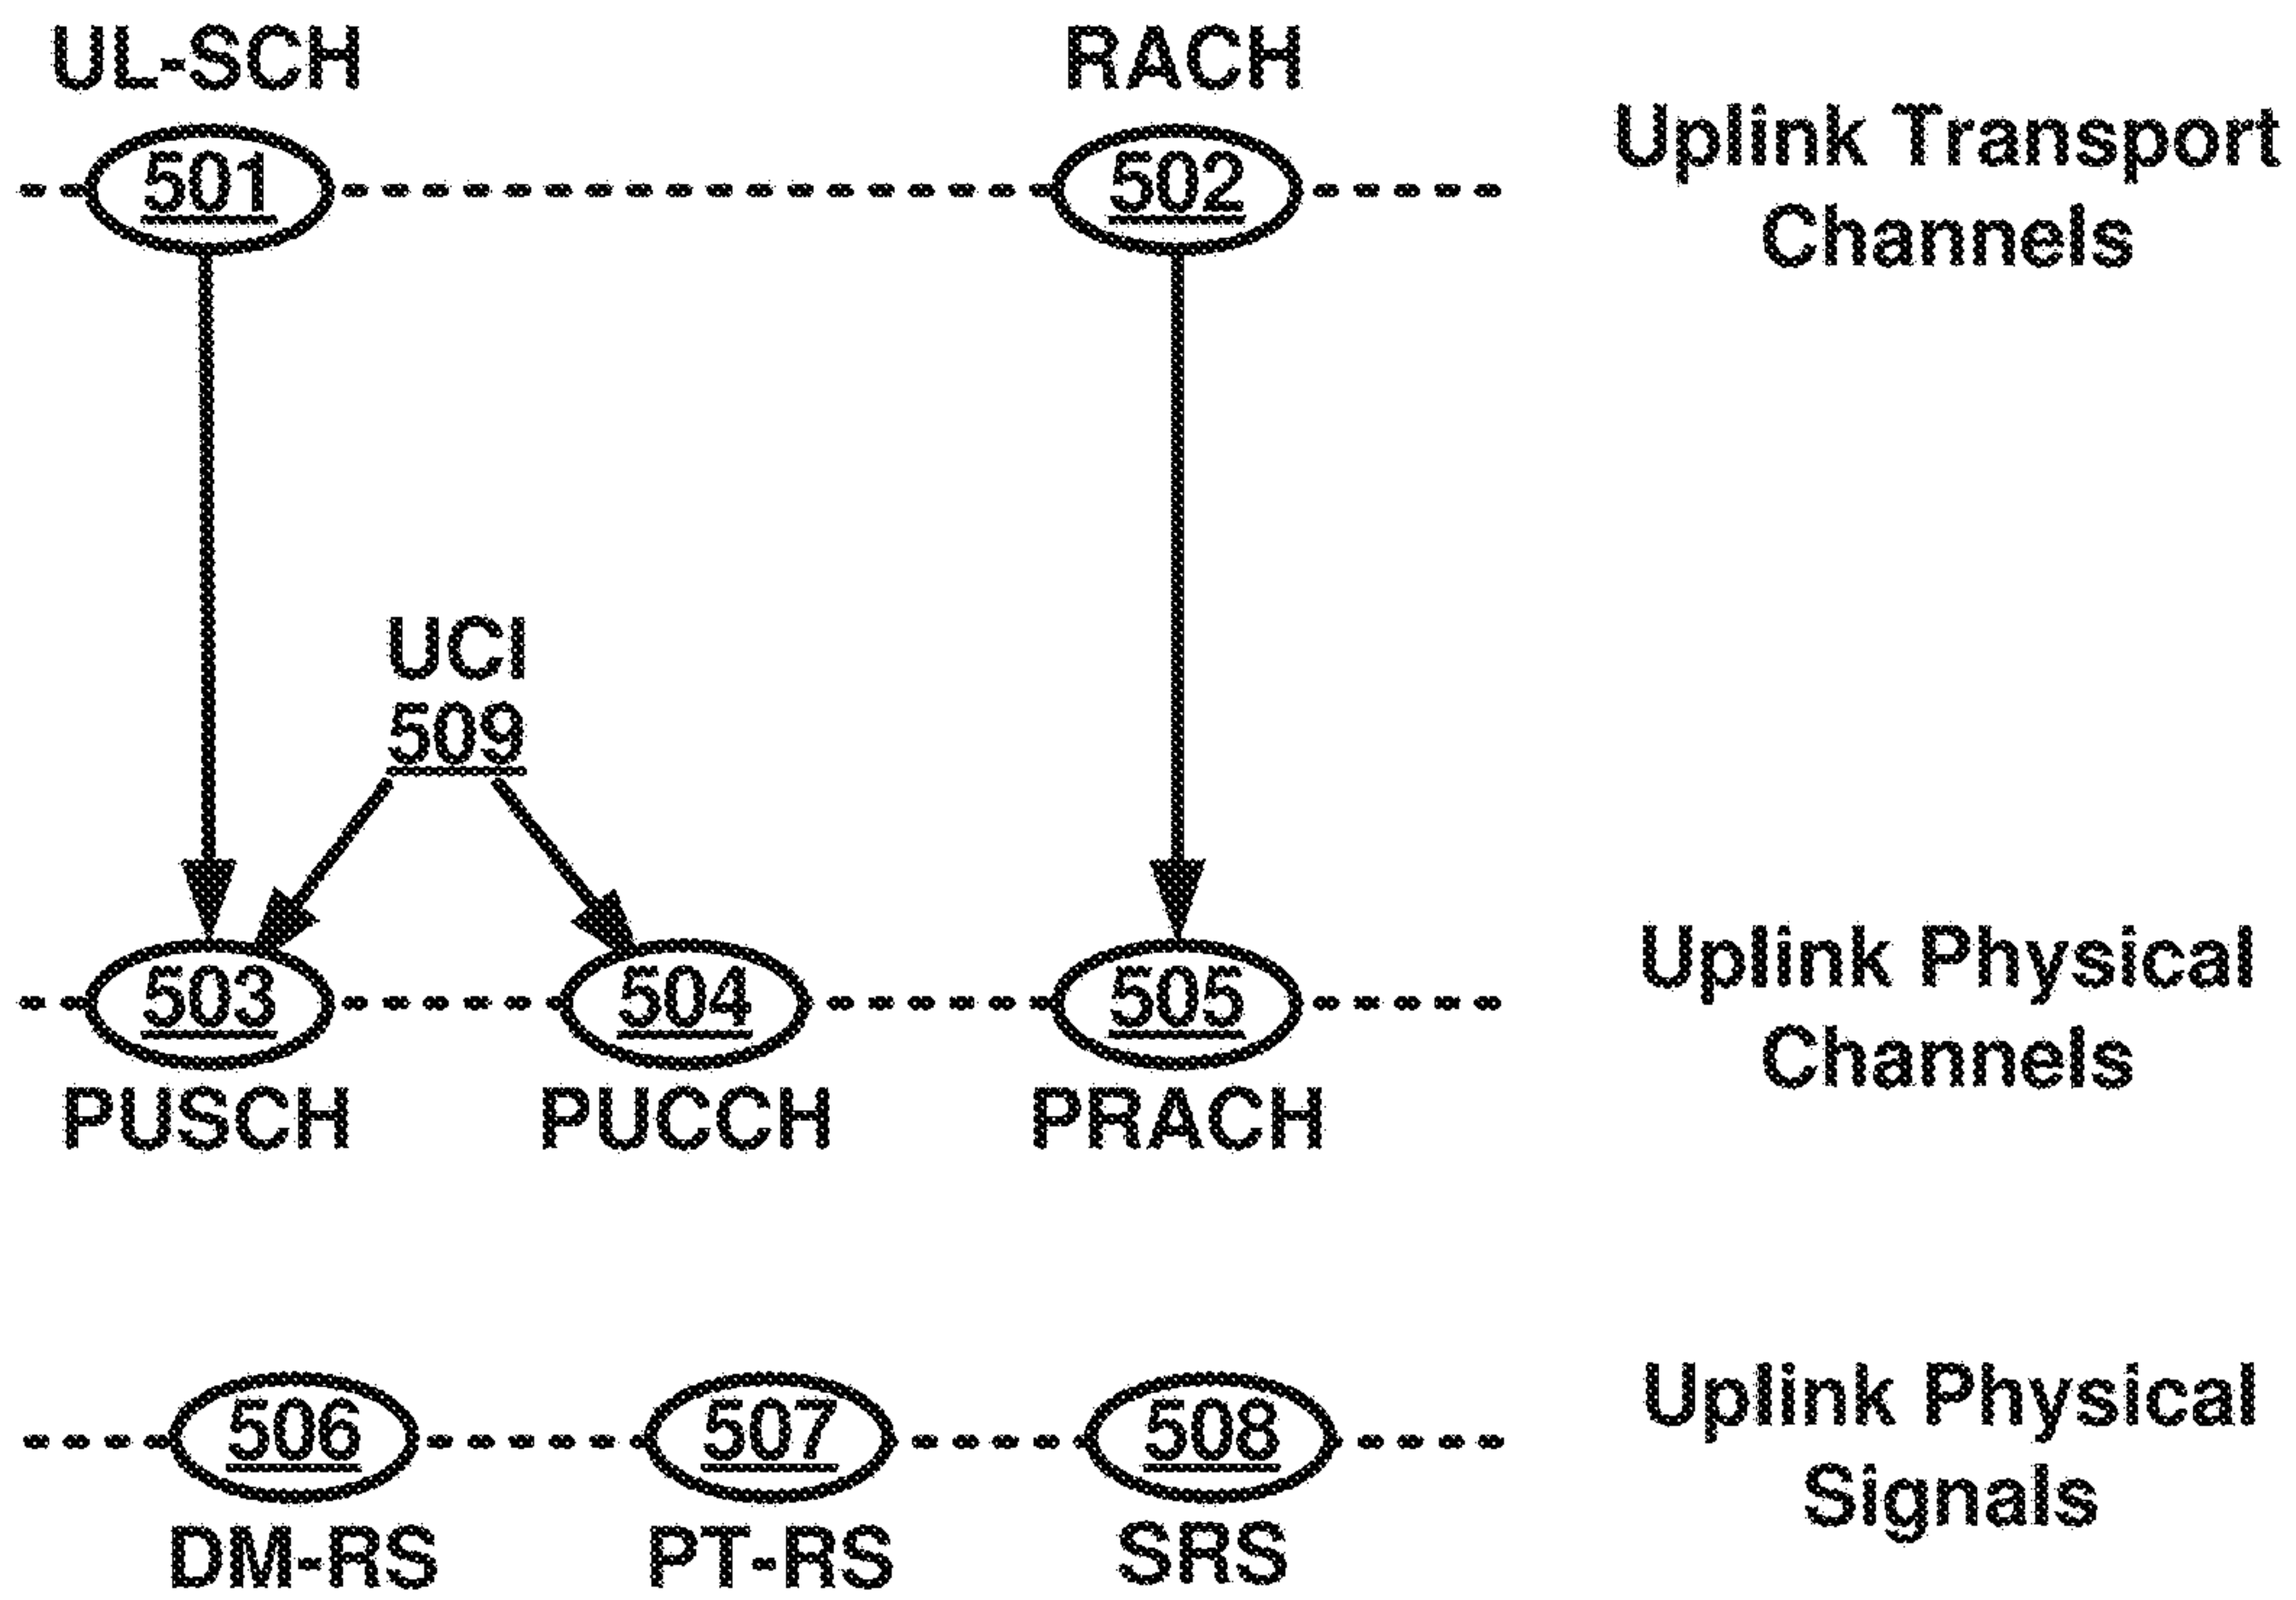 UL-SCH
RACH
501
502
Uplink Transport
Channels
UCI
509
503
504
505
Uplink Physical
Channels
PUSCH
PUCCH
PRACH
506
507
508
Uplink Physical
Signals
DM-RS
PT-RS
SRS